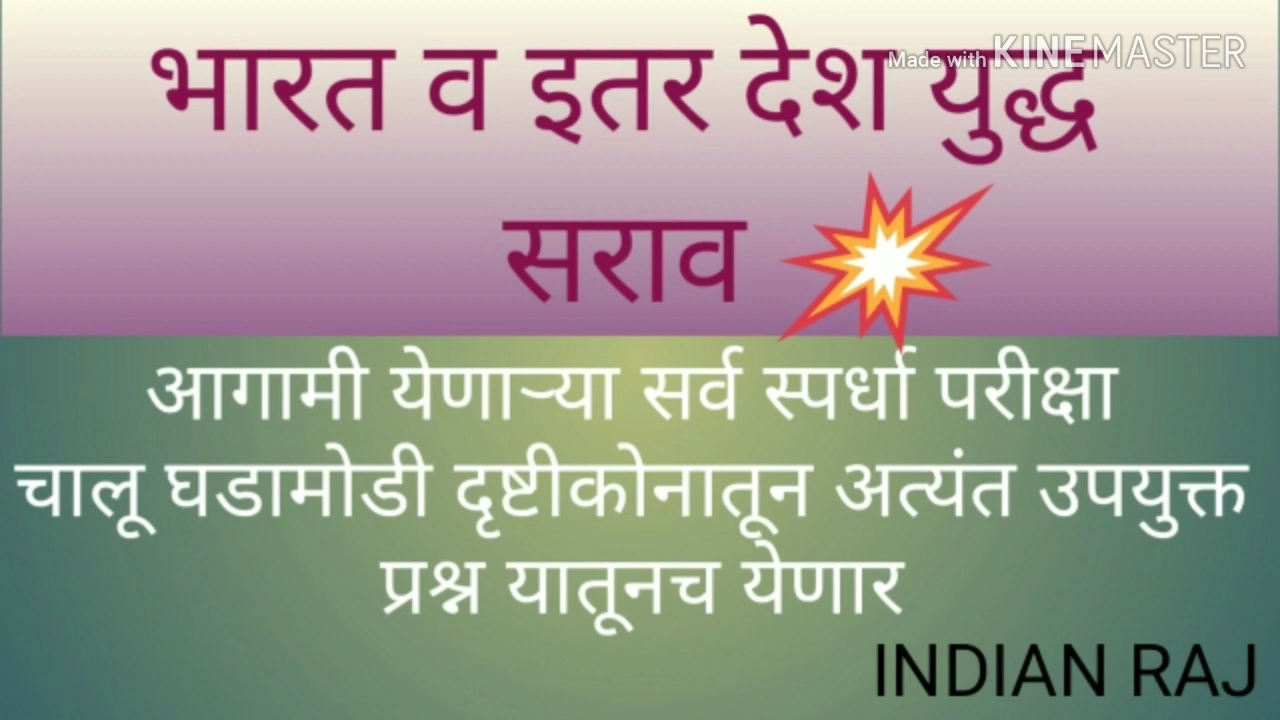 Made with KINEMASTER
भारत व इतर देश युद्ध
सराव
आगामी येणाऱ्या सर्व स्पर्धा परीक्षा
चालू घडामोडी दृष्टीकोनातून अत्यंत उपयुक्त
प्रश्न यातूनच येणार
INDIAN RAJ